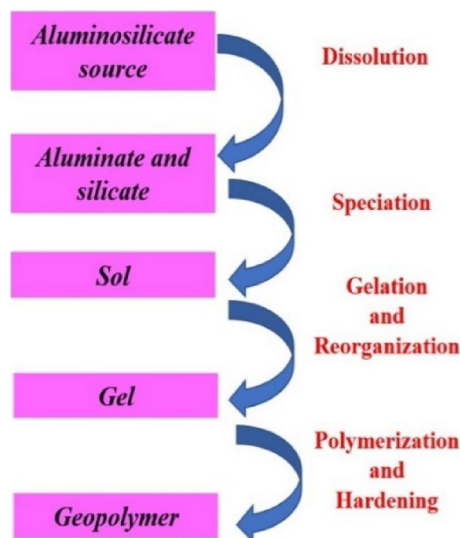 Aluminosilicate
source
Dissolution
Aluminate and
silicate
Speciation
Sol
Gelation
and
Reorganization
Gel
Polymerization
and
Hardening
Geopolymer